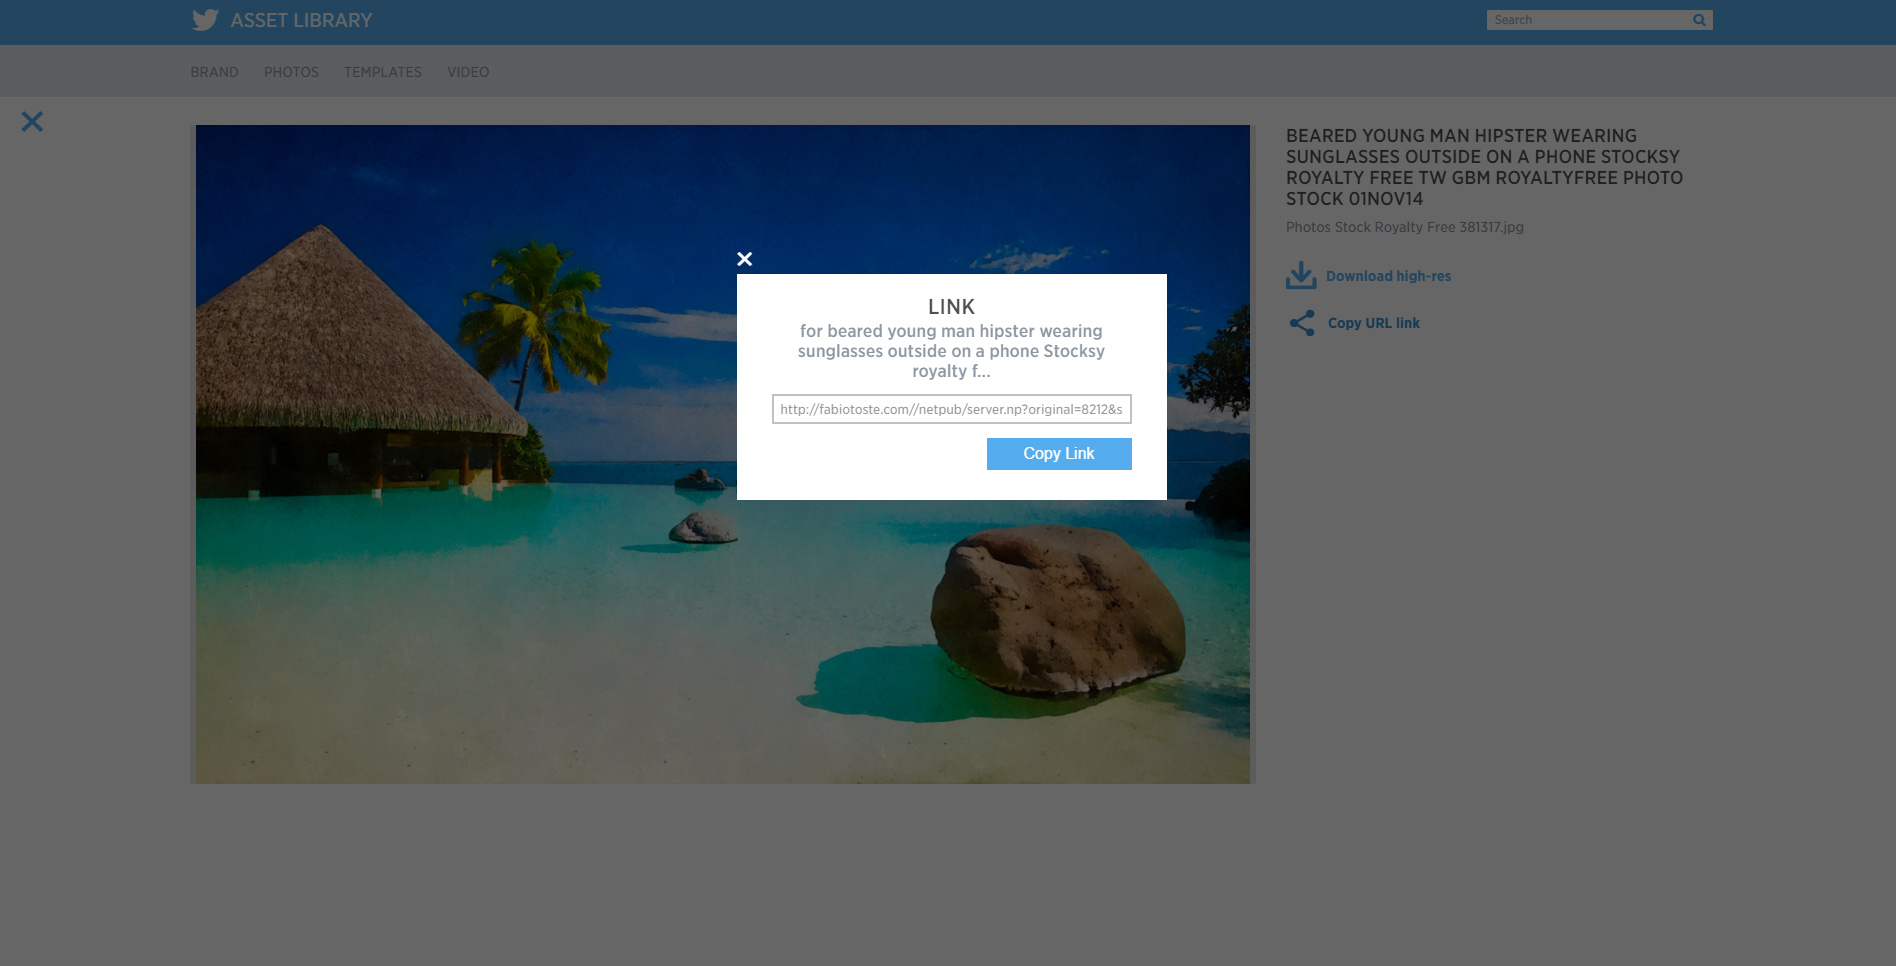 ASSET LIBRARY
Search
BRAND PHOTOS TEMPLATES VIDEO
BEARED YOUNG MAN HIPSTER WEARING
SUNGLASSES OUTSIDE ON A PHONE STOCKSY
ROYALTY FREE TW GBM ROYALTYFREE PHOTO
STOCK 01NOV14
Photos Stock Royalty Free 381317.jpg
Download high-res
Copy URL link
LINK
for beared young man hipster wearing
sunglasses outside on a phone Stocksy
royalty f...
http://fabiotoste.com//netpub/server.np?original=8212&s
Copy Link